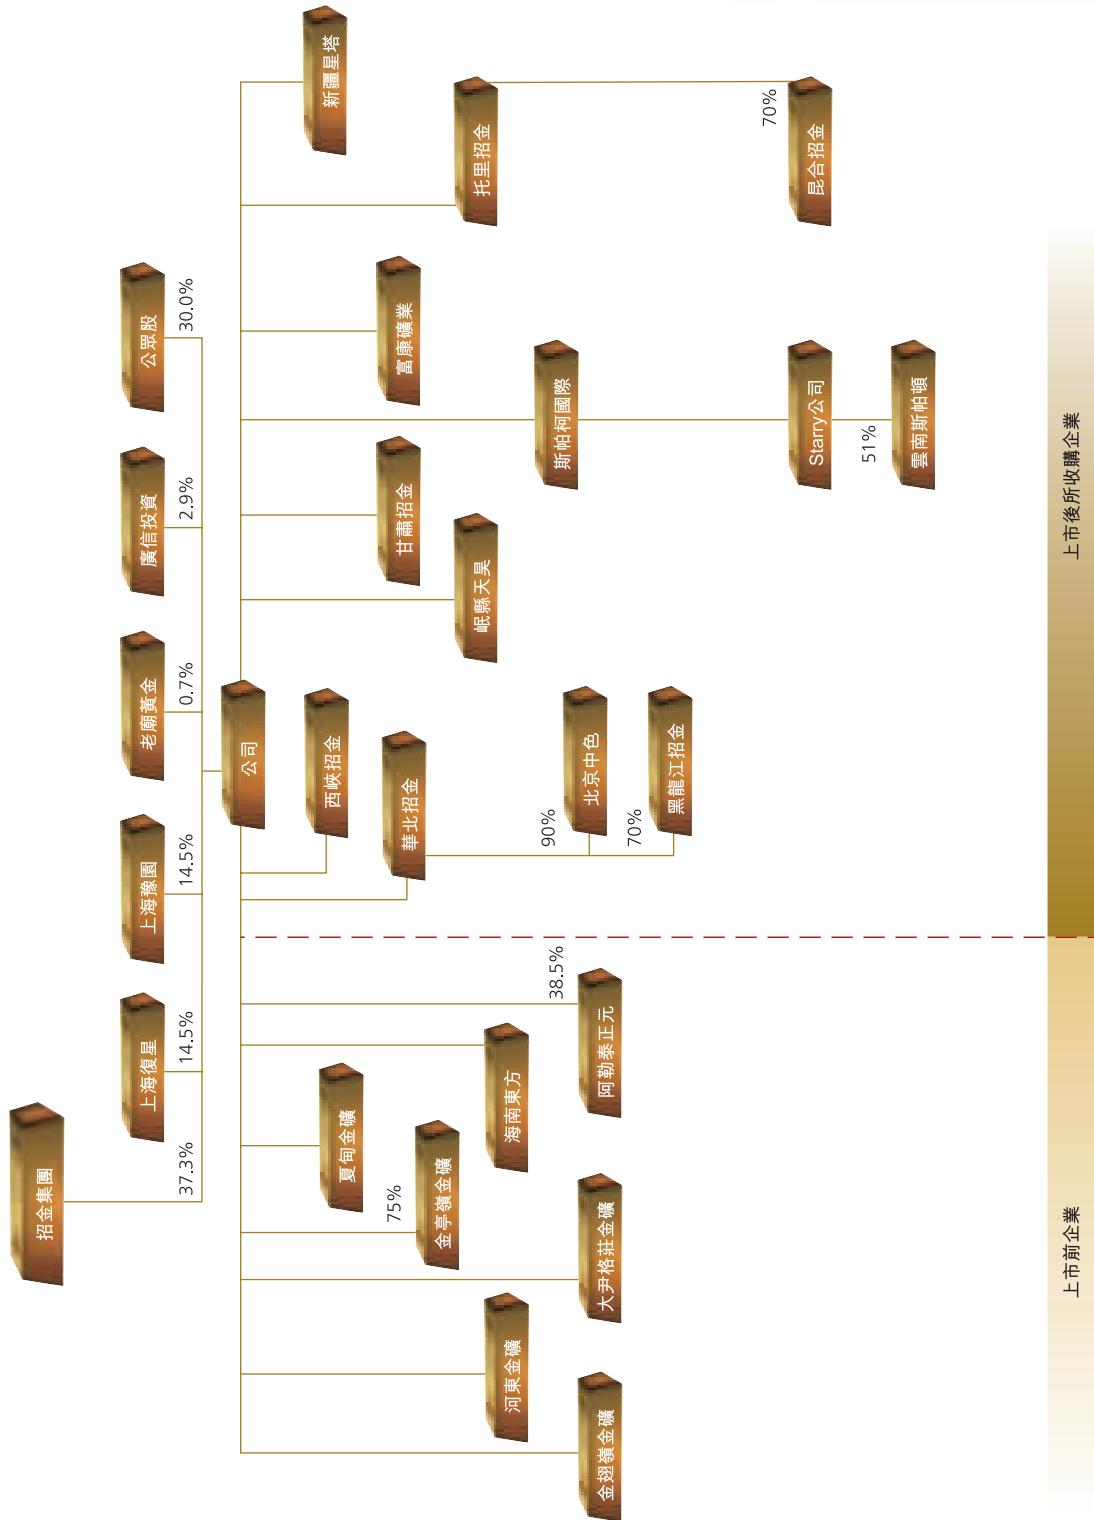 招金集團
37.3%
上海復星
14.5%
上海豫園
14.5%
老廟黃金
0.7%
廣信投資
2.9%
公眾股
30.0%
公司
金翅嶺金礦
河東金礦
大尹格莊金礦
金亭嶺金礦
75%
夏甸金礦
海南東方
阿勒泰正元
38.5%
華北招金
西峽招金
北京中色
90%
黑龍江招金
70%
岷縣天昊
甘肅招金
斯帕柯國際
Starry公司
雲南斯帕頓
51%
富康礦業
托里招金
昆合招金
70%
新疆星塔
上市前企業
上市後所收購企業